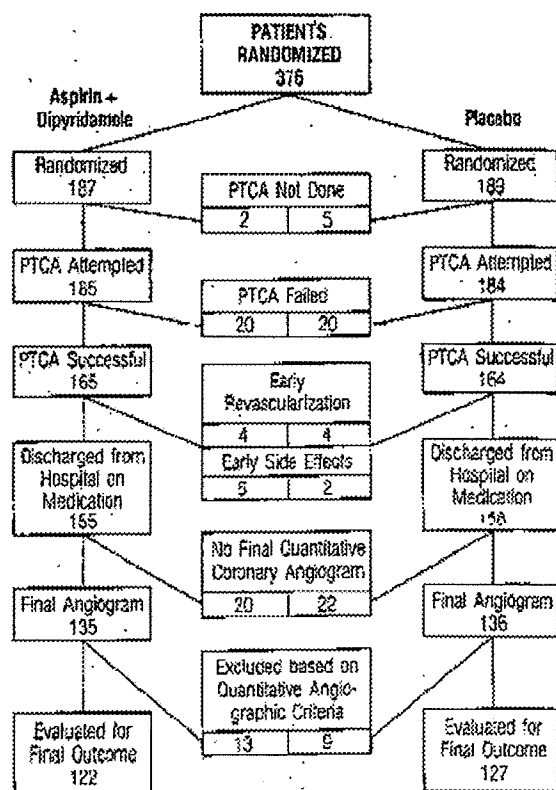 PATIENTS
RANDOMIZED
376
Aspirin +
Dipyridamole
Placebo
Randomized
187
Randomized
189
PTCA Not Done
2 5
PTCA Attempted
185
PTCA Attempted
184
PTCA Failed
20 20
PTCA Successful
165
PTCA Successful
164
Early
Revascularization
4 4
Early Side Effects
2
Discharged from
Hospital on
Medication
155
Discharged from
Hospital on
Medication
158
No Final Quantitative
Coronary Angiogram
20 22
Final Angiogram
135
Final Angiogram
136
Excluded based on
Quantitative Angio-
graphic Criteria
13 9
Evaluated for
Final Outcome
122
Evaluated for
Final Outcome
127